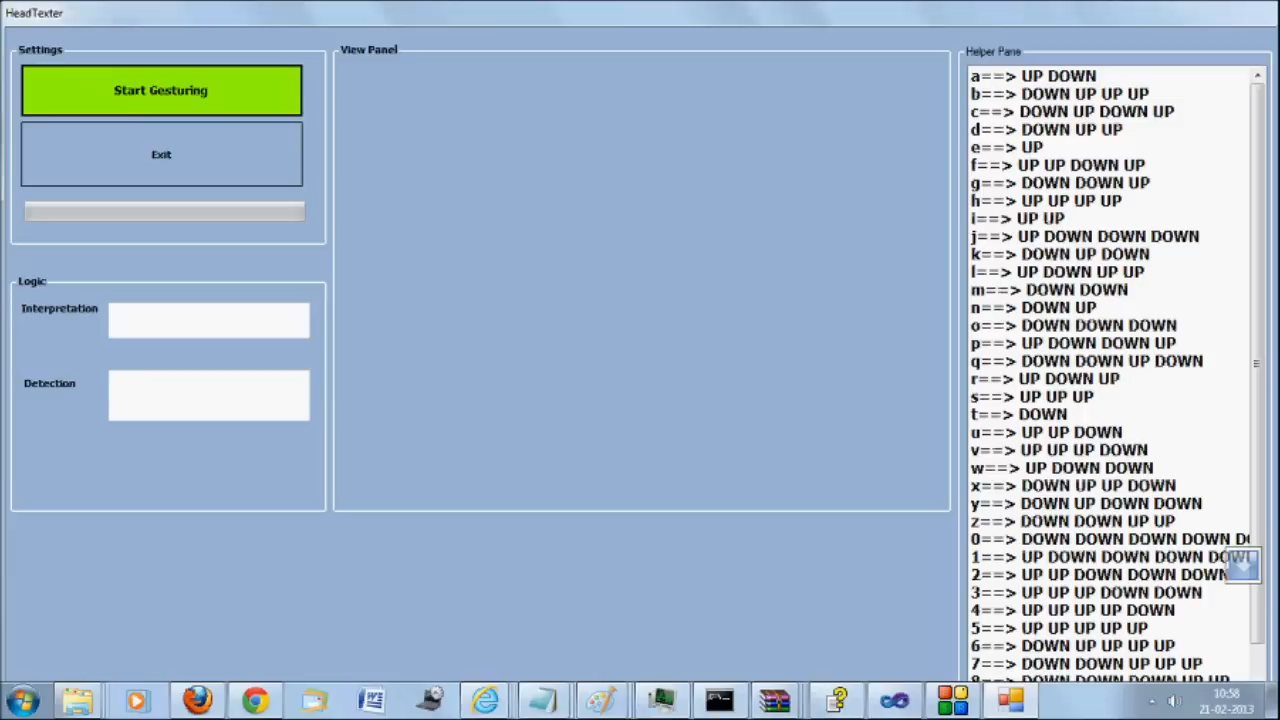 HeadTexter
Settings
Start Gesturing
Exit
Logic
Interpretation
Detection
View Panel
Helper Pane
a==> UP DOWN
b==> DOWN UP UP UP
c==> DOWN UP DOWN UP
d==> DOWN UP UP
e==> UP
f==> UP UP DOWN UP
g==> DOWN DOWN UP
h==> UP UP UP UP
i==> UP UP
j==> UP DOWN DOWN DOWN
k==> DOWN UP DOWN
l==> UP DOWN UP UP
m==> DOWN DOWN
n==> DOWN UP
o==> DOWN DOWN DOWN
p==> UP DOWN DOWN UP
q==> DOWN DOWN UP DOWN
r==> UP DOWN UP
s==> UP UP UP
t==> DOWN
u==> UP UP DOWN
v==> UP UP UP DOWN
w==> UP DOWN DOWN
x==> DOWN UP UP DOWN
y==> DOWN UP DOWN DOWN
z==> DOWN DOWN UP UP
0==> DOWN DOWN DOWN DOWN
1==> UP DOWN DOWN DOWN
2==> UP UP DOWN DOWN DOWN
3==> UP UP UP DOWN DOWN
4==> UP UP UP UP DOWN
5==> UP UP UP UP UP
6==> DOWN UP UP UP UP
7==> DOWN DOWN UP UP UP
8==> DOWN DOWN DOWN UP UP
10:58
21-02-2013